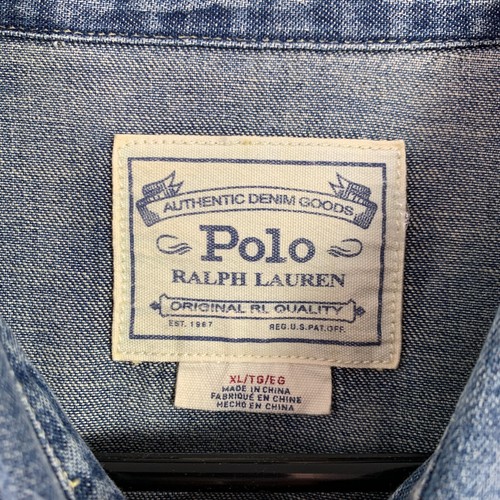 AUTHENTIC DENIM GOODS
Polo
RALPH LAUREN
ORIGINAL RL QUALITY
EST. 1967 REG.U.S.PAT.OFF.
XL/TG/EG
MADE IN CHINA
FABRIQUÉ EN CHINE
HECHO EN CHINA